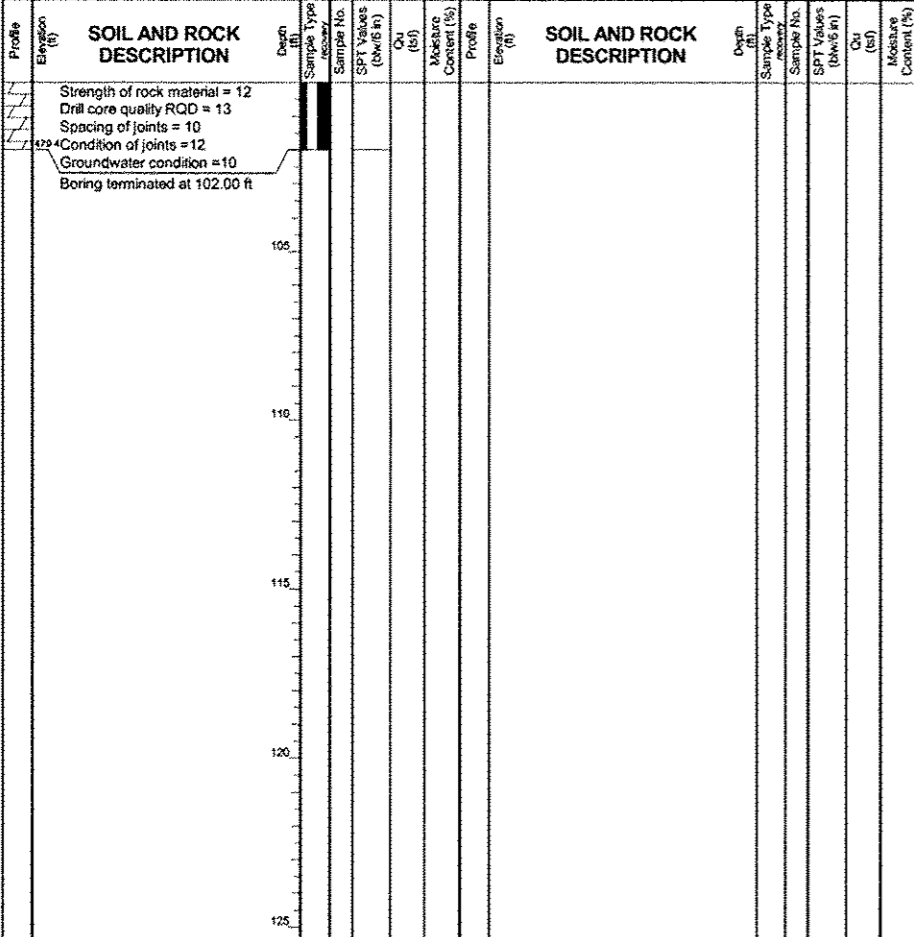 Profile
Elevation
(ft)
SOIL AND ROCK
DESCRIPTION
Depth
(ft)
Sample Type
recovery
Sample No.
SPT Values
(blw/6 in)
Qu
(tsf)
Moisture
Content (%)
Profile
Elevation
(ft)
SOIL AND ROCK
DESCRIPTION
Depth
(ft)
Sample Type
recovery
Sample No.
SPT Values
(blw/6 in)
Qu
(tsf)
Moisture
Content (%)
Strength of rock material = 12
Drill core quality RQD = 13
Spacing of joints = 10
479.4 Condition of joints =12
Groundwater condition =10
Boring terminated at 102.00 ft
105
110
115
120
125